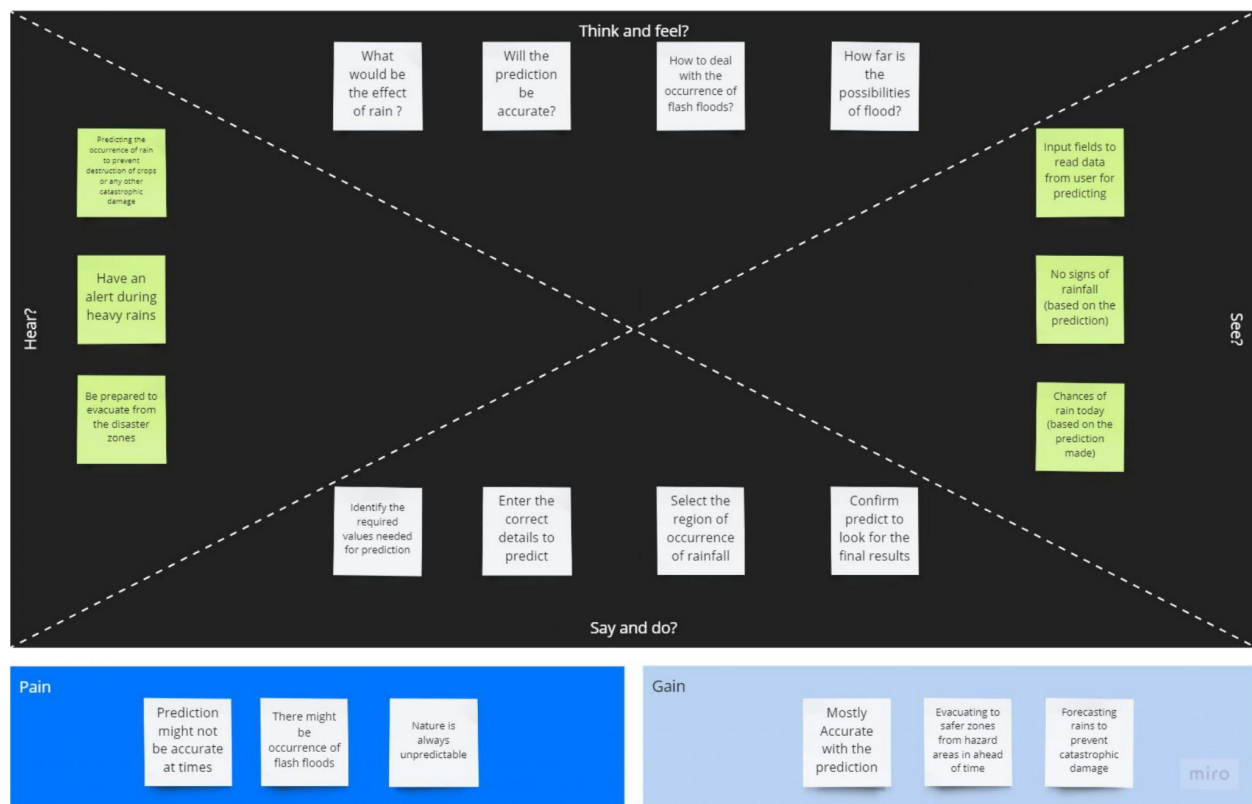 Think and feel?
What
would be
the effect
of rain ?
Will the
prediction
be
accurate?
How to deal
with the
occurrence of
flash floods?
How far is
the
possibilities
of flood?
Hear?
Predicting the
occurrence of rain
to prevent
destruction of crops
or any other
catastrophic
damage
Have an
alert during
heavy rains
Be prepared to
evacuate from
the disaster
zones
See?
Input fields to
read data
from user for
predicting
No signs of
rainfall
(based on the
prediction)
Chances of
rain today
(based on the
prediction
made)
Identify the
required
values needed
for prediction
Enter the
correct
details to
predict
Select the
region of
occurrence
of rainfall
Confirm
predict to
look for the
final results
Say and do?
Pain
Prediction
might not
be accurate
at times
There might
be
occurrence of
flash floods
Nature is
always
unpredictable
Gain
Mostly
Accurate
with the
prediction
Evacuating to
safer zones
from hazard
areas in ahead
of time
Forecasting
rains to
prevent
catastrophic
damage
miro